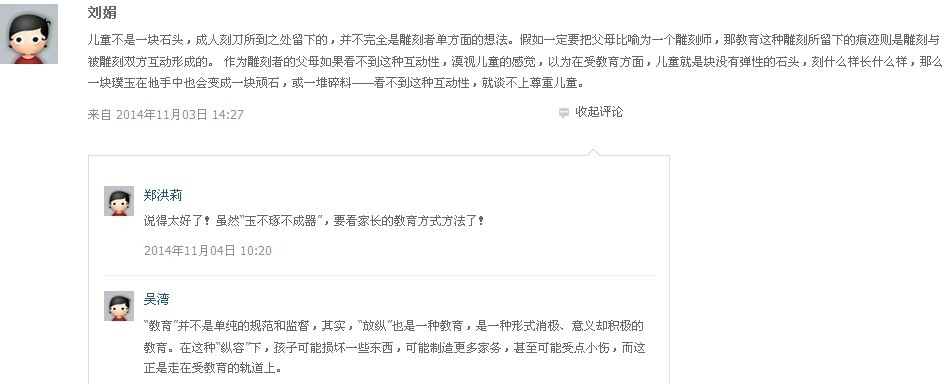 刘娟
儿童不是一块石头，成人刻刀所到之处留下的，并不完全是雕刻者单方面的想法。假如一定要把父母比喻为一个雕刻师，那教育这种雕刻所留下的痕迹则是雕刻与
被雕刻双方互动形成的。 作为雕刻者的父母如果看不到这种互动性，漠视儿童的感觉，以为在受教育方面，儿童就是块没有弹性的石头，刻什么样长什么样，那么
一块璞玉在他手中也会变成一块顽石，或一堆碎料——看不到这种互动性，就谈不上尊重儿童。
来自 2014年11月03日 14:27
收起评论
郑洪莉
说得太好了！虽然“玉不琢不成器”，要看家长的教育方式方法了！
2014年11月04日 10:20
吴湾
“教育”并不是单纯的规范和监督，其实，“放纵”也是一种教育，是一种形式消极、意义却积极的
教育。在这种“纵容”下，孩子可能损坏一些东西，可能制造更多家务，甚至可能受点小伤，而这
正是走在受教育的轨道上。